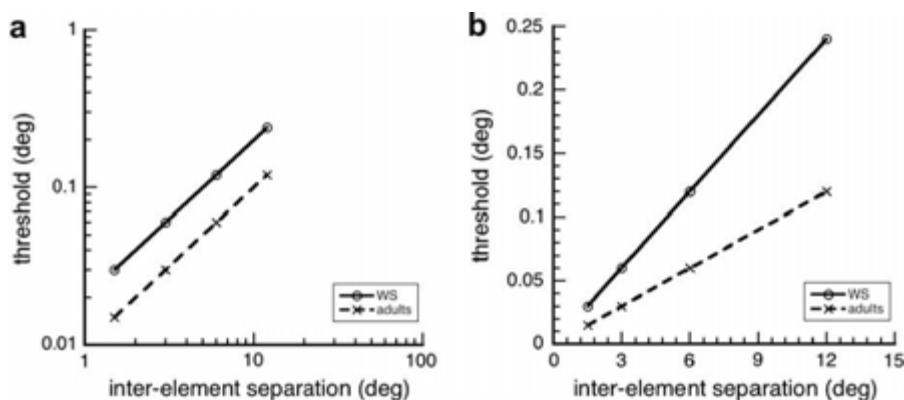 a
1
0.1
0.01
threshold (deg)
1
10
100
inter-element separation (deg)
WS
adults
b
0.25
0.2
0.15
0.1
0.05
0
threshold (deg)
0 3 6 9 12 15
inter-element separation (deg)
WS
adults